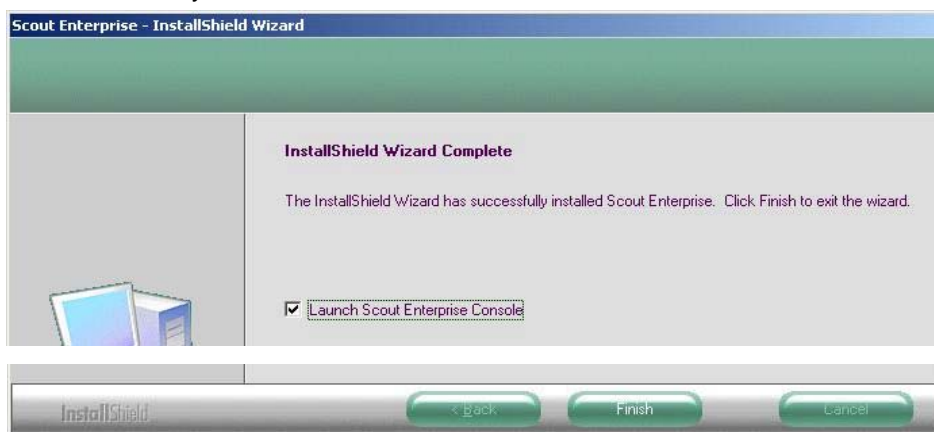 Scout Enterprise - InstallShield Wizard
InstallShield Wizard Complete
The InstallShield Wizard has successfully installed Scout Enterprise. Click Finish to exit the wizard.
Launch Scout Enterprise Console
InstallShield
< Back Finish Cancel